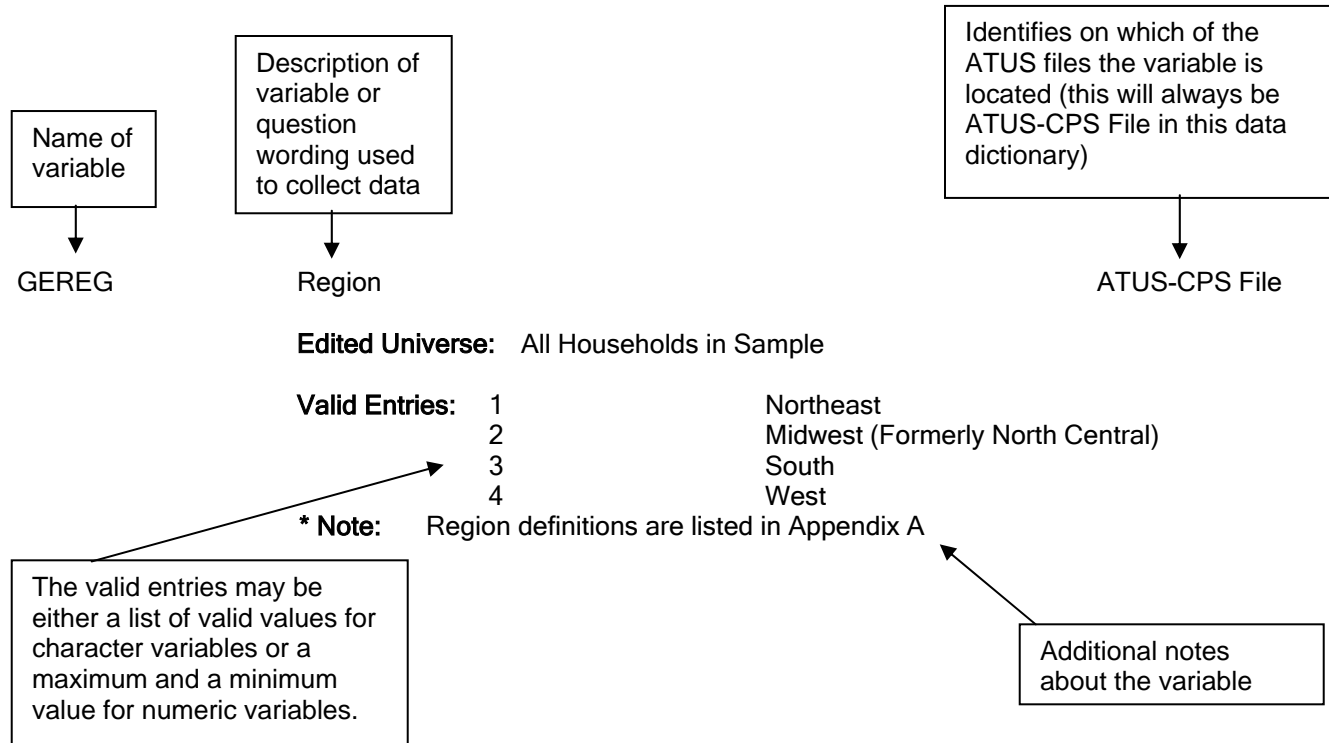 Name of
variable
Description of
variable or
question
wording used
to collect data
Identifies on which of the
ATUS files the variable is
located (this will always be
ATUS-CPS File in this data
dictionary)
GEREG Region ATUS-CPS File
Edited Universe: All Households in Sample
Valid Entries: 1 Northeast
2 Midwest (Formerly North Central)
3 South
4 West
* Note: Region definitions are listed in Appendix A
The valid entries may be
either a list of valid values for
character variables or a
maximum and a minimum
value for numeric variables.
Additional notes
about the variable